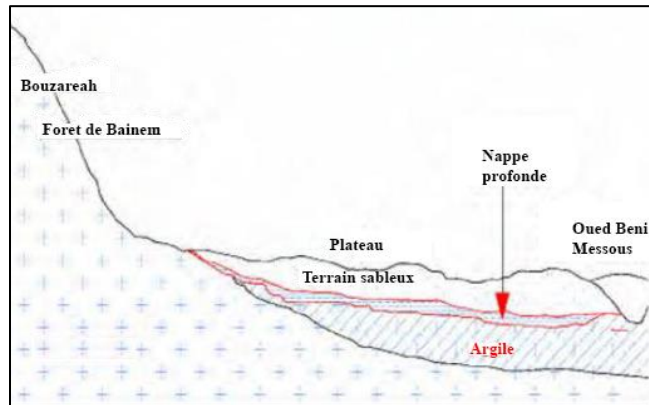 Bouzareah
Foret de Bainem
Nappe
profonde
Oued Beni
Messous
Plateau
Terrain sableux
Argile